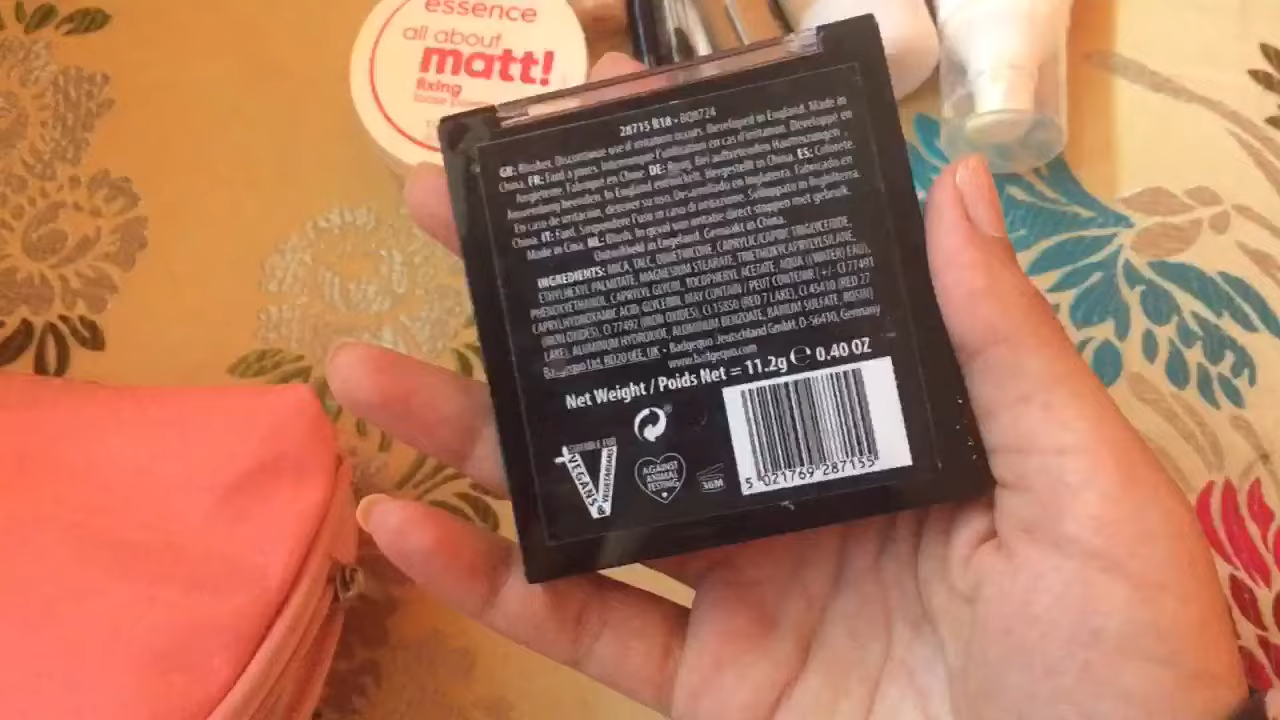 essence
all about
matt!
fixing
loose powder
28715 R18 - BQ8724
GB: Blusher. Discontinue use if irritation occurs. Developed in England. Made in
China. FR: Fard a joues. Interrompre l'utilisation en cas d'irritation. Développé en
Angleterre. Fabriqué en Chine. DE: Rouge. Bei auftretenden Hautreizungen
Anwendung beenden. In England entwickelt. Hergestellt in China. ES: Colorete.
En caso de irritación, detener su uso. Desarrollado en Inglaterra. Fabricado en
China. IT: Fard. Sospendere l'uso in caso di irritazione. Sviluppato in Inghilterra.
Made in Cina. NL: Blush. In geval van irritatie direct stoppen met gebruik.
Ontwikkeld in Engeland. Gemaakt in China.
INGREDIENTS: MICA, TALC, DIMETHICONE, CAPRYLIC/CAPRIC TRIGLYCERIDE,
ETHYLHEXYL PALMITATE, MAGNESIUM STEARATE, TRIETHOXYCAPRYLYLSILANE,
PHENOXYETHANOL, CAPRYLYL GLYCOL, TOCOPHERYL ACETATE, AQUA ((WATER) EAU),
CAPRYLHYDROXAMIC ACID, GLYCERIN, MAY CONTAIN / PEUT CONTENIR [+/- CI 77491
(IRON OXIDES), CI 77492 (IRON OXIDES), CI 15850 (RED 7 LAKE), CI 45410 (RED 27
LAKE), ALUMINUM HYDROXIDE, ALUMINUM BENZOATE, BARIUM SULFATE, ROSIN]
Badgequo Ltd, BD20 0EE, UK - Badgequo Deutschland GmbH, D-56410, Germany
www.badgequo.com
Net Weight / Poids Net = 11.2g e 0.40 OZ
SUITABLE FOR
VEGANS
& VEGETARIANS
AGAINST
ANIMAL
TESTING
36M
5 021769 287155